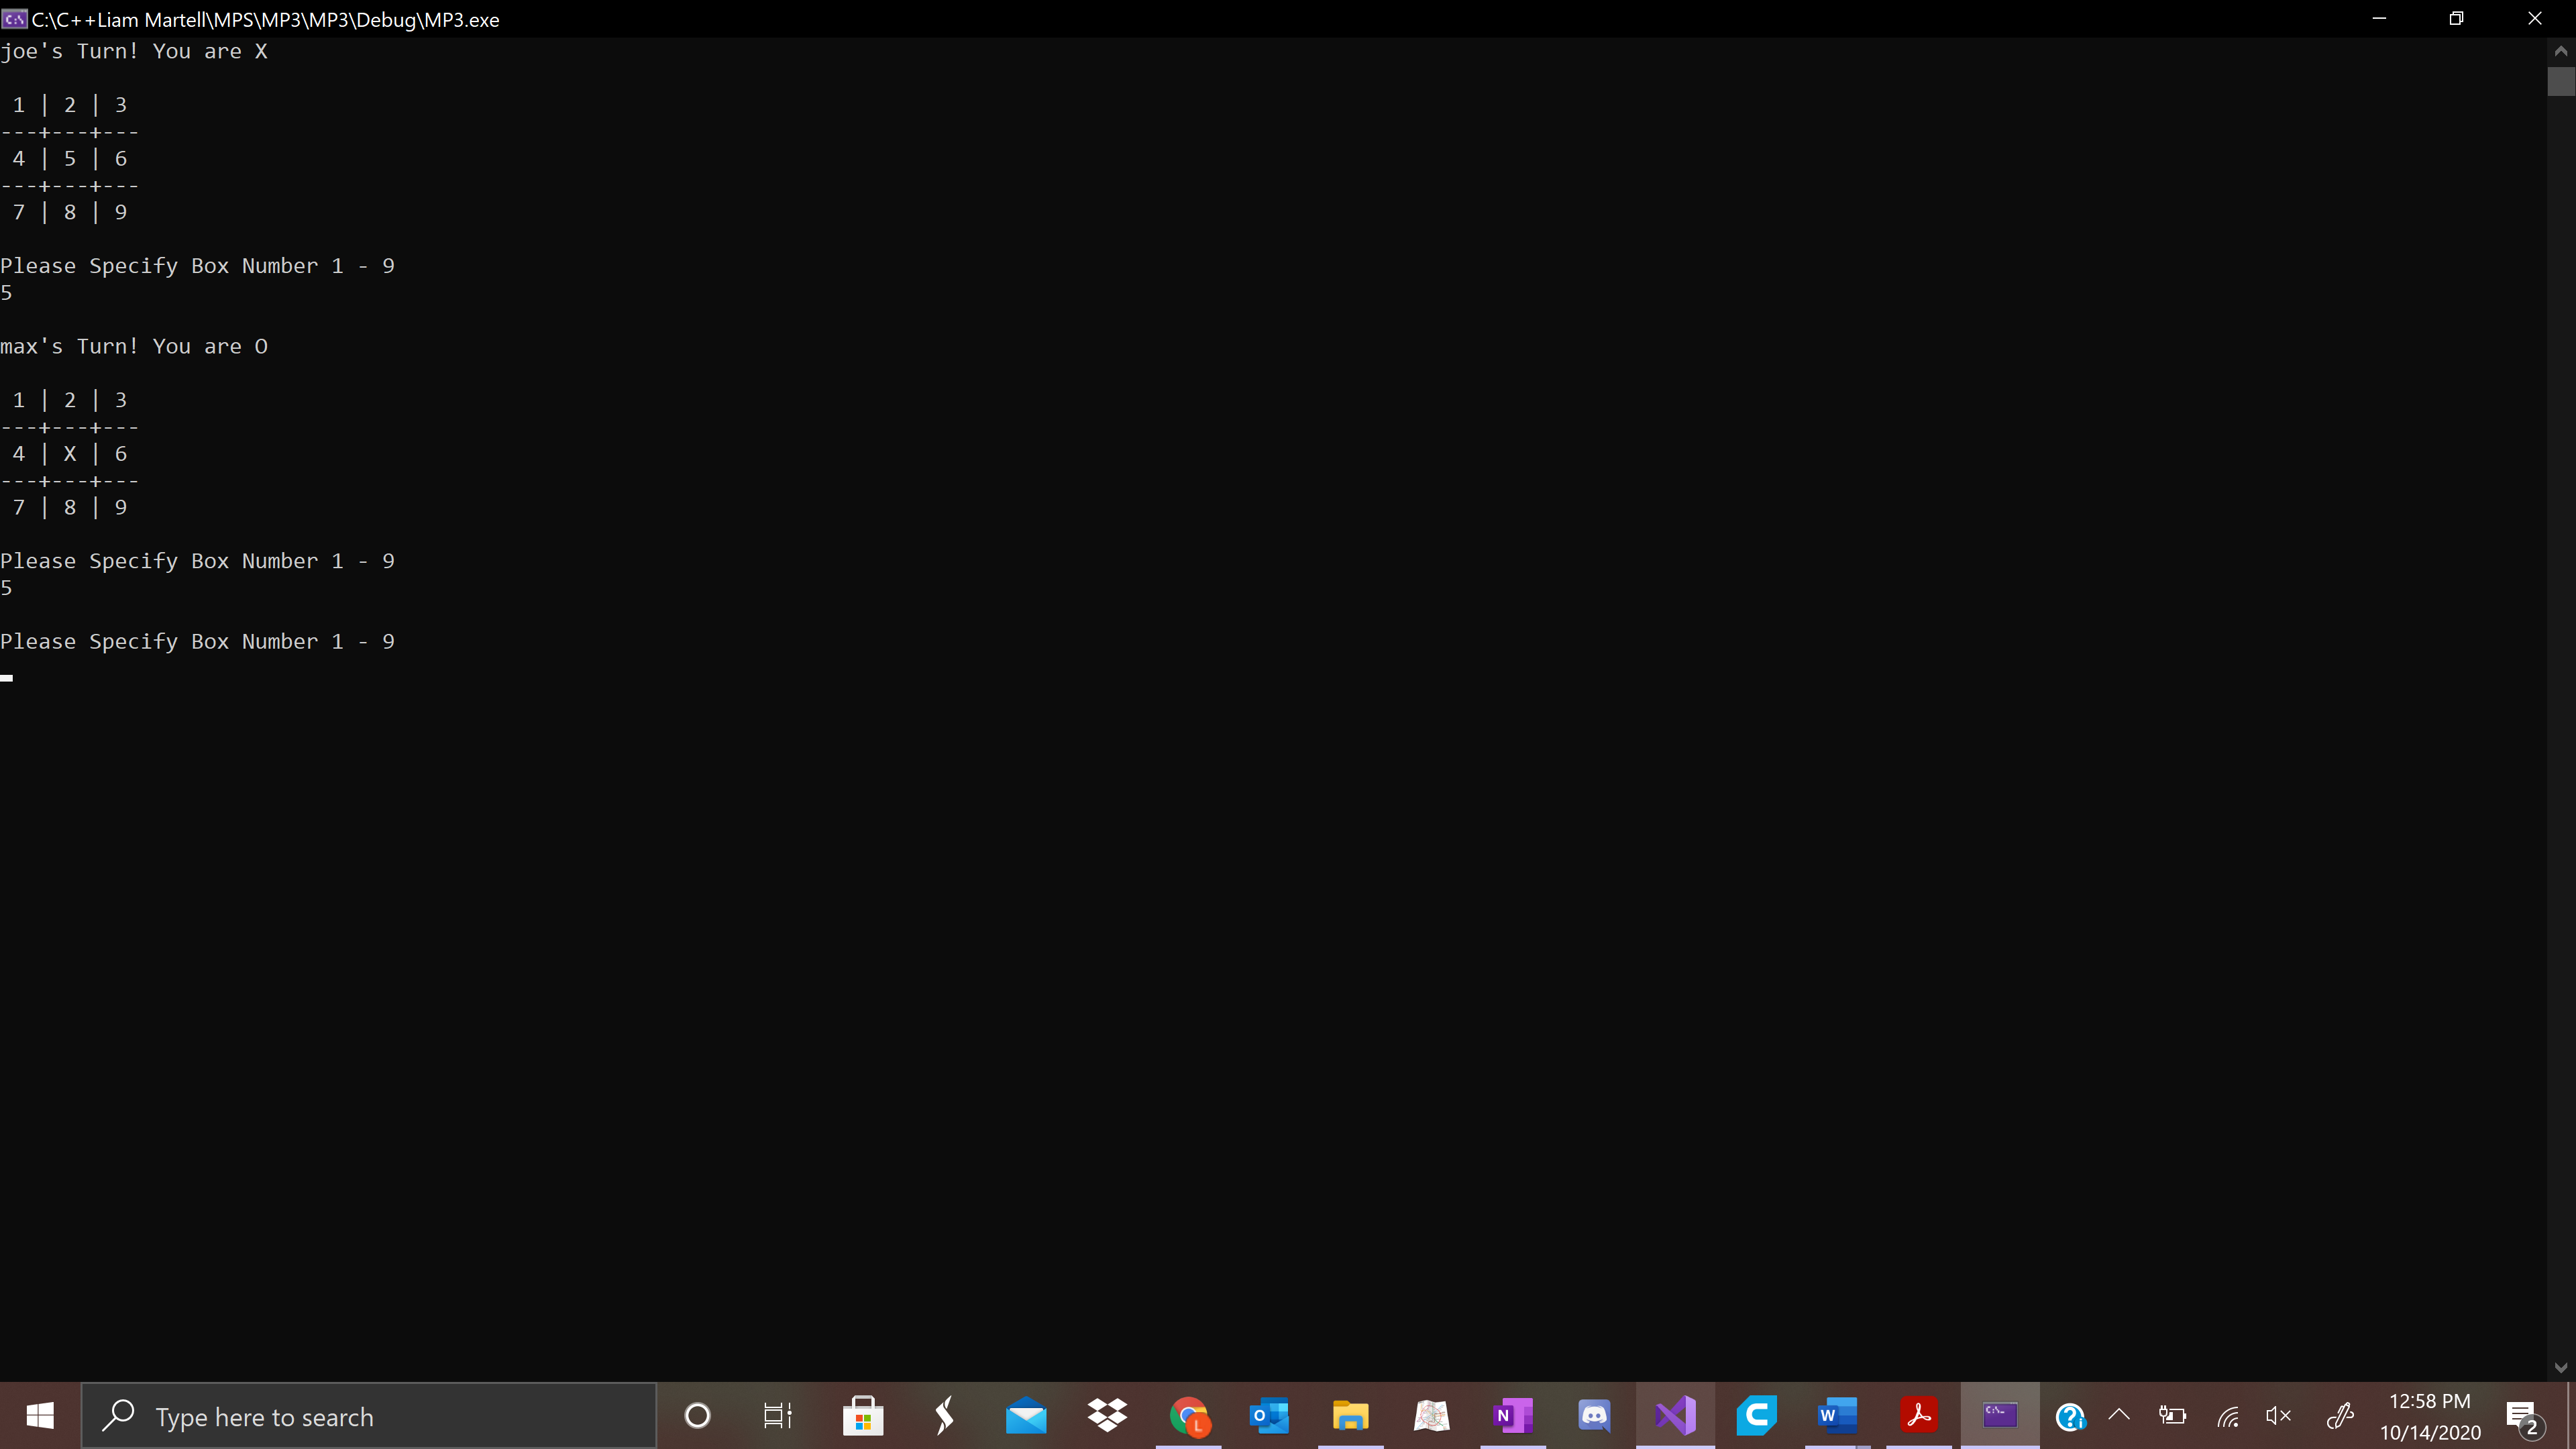 C:\C++Liam Martell\MPS\MP3\MP3\Debug\MP3.exe
joe's Turn! You are X
1 | 2 | 3
---+---+---
4 | 5 | 6
---+---+---
7 | 8 | 9
Please Specify Box Number 1 - 9
5
max's Turn! You are O
1 | 2 | 3
---+---+---
4 | X | 6
---+---+---
7 | 8 | 9
Please Specify Box Number 1 - 9
5
Please Specify Box Number 1 - 9
Type here to search
12:58 PM
10/14/2020
2